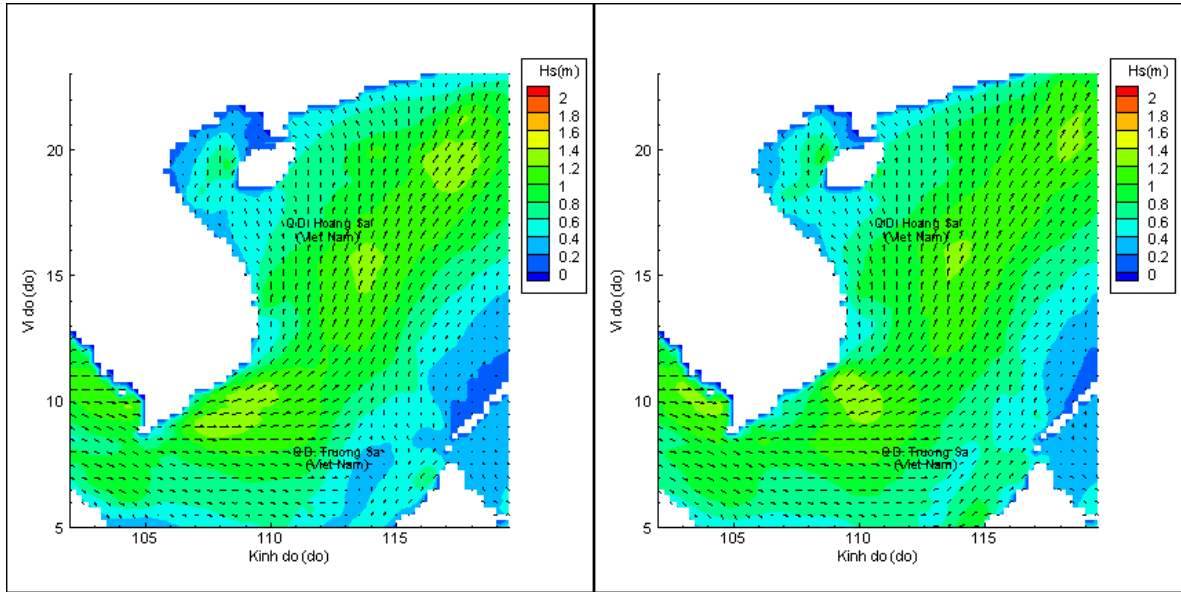 Hs(m)
2
1.8
1.6
1.4
1.2
1
0.8
0.6
0.4
0.2
0
20
15
10
5
Vi do (do)
Q.D. Hoang Sa
(Viet Nam)
Q.D. Truong Sa
(Viet Nam)
105
110
115
Kinh do (do)
Hs(m)
2
1.8
1.6
1.4
1.2
1
0.8
0.6
0.4
0.2
0
20
15
10
5
Vi do (do)
Q.D. Hoang Sa
(Viet Nam)
Q.D. Truong Sa
(Viet Nam)
105
110
115
Kinh do (do)